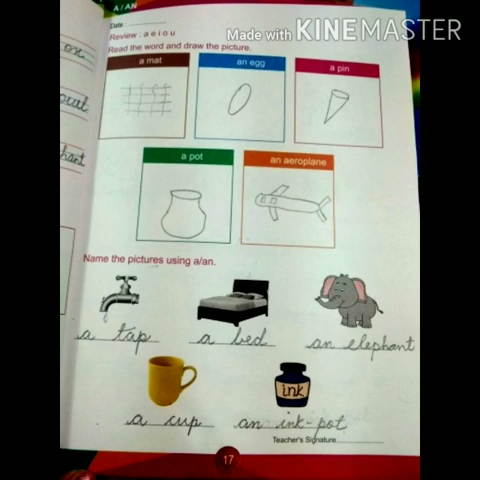 A / AN
Made with KINEMASTER
Date :
Review : a e i o u
Read the word and draw the picture.
a mat an egg a pin
a pot an aeroplane
Name the pictures using a/an.
a tap a bed an elephant
ink
a cup an ink-pot
Teacher's Signature
17